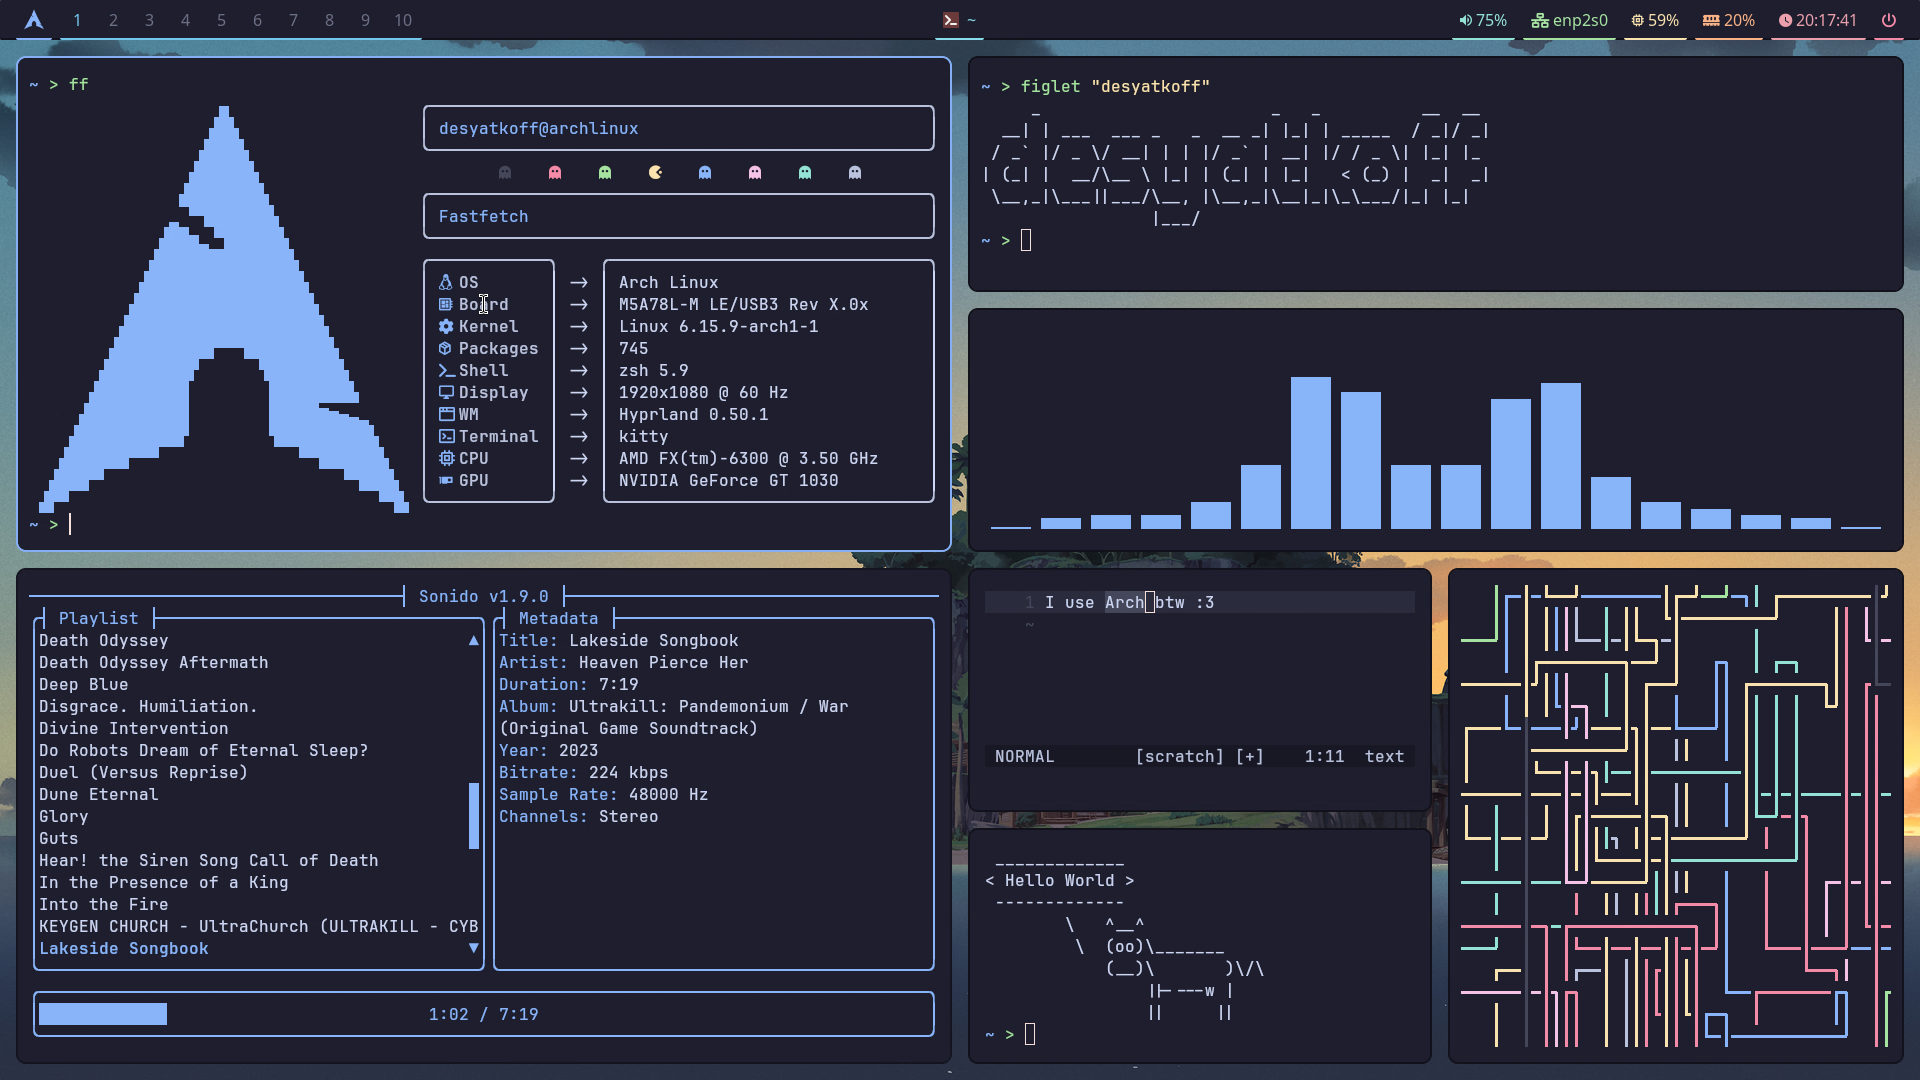 1 2 3 4 5 6 7 8 9 10
~
75% enp2s0 59% 20% 20:17:41
~ > ff
desyatkoff@archlinux
Fastfetch
OS → Arch Linux
Board → M5A78L-M LE/USB3 Rev X.0x
Kernel → Linux 6.15.9-arch1-1
Packages → 745
Shell → zsh 5.9
Display → 1920x1080 @ 60 Hz
WM → Hyprland 0.50.1
Terminal → kitty
CPU → AMD FX(tm)-6300 @ 3.50 GHz
GPU → NVIDIA GeForce GT 1030
~ >
~ > figlet "desyatkoff"
desyatkoff
~ >
Sonido v1.9.0
Playlist
Death Odyssey
Death Odyssey Aftermath
Deep Blue
Disgrace. Humiliation.
Divine Intervention
Do Robots Dream of Eternal Sleep?
Duel (Versus Reprise)
Dune Eternal
Glory
Guts
Hear! the Siren Song Call of Death
In the Presence of a King
Into the Fire
KEYGEN CHURCH - UltraChurch (ULTRAKILL - CYB
Lakeside Songbook
Metadata
Title: Lakeside Songbook
Artist: Heaven Pierce Her
Duration: 7:19
Album: Ultrakill: Pandemonium / War
(Original Game Soundtrack)
Year: 2023
Bitrate: 224 kbps
Sample Rate: 48000 Hz
Channels: Stereo
1:02 / 7:19
1 I use Arch btw :3
~
NORMAL [scratch] [+] 1:11 text
< Hello World >
\ ^__^
\ (oo)\_______
(__)\ )\/\
||----w |
|| ||
~ >